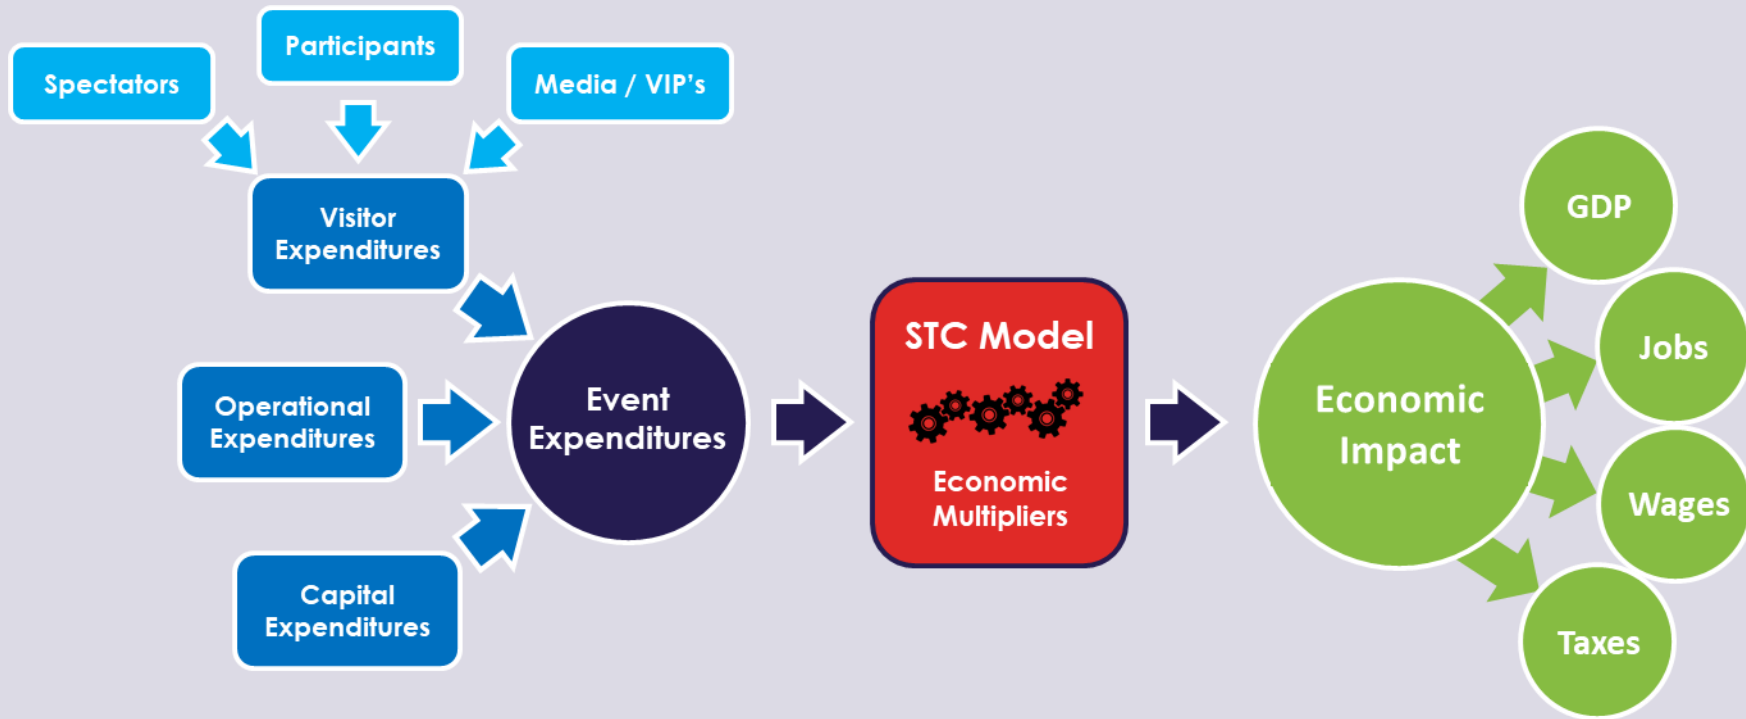 Spectators
Participants
Media / VIP's
Visitor
Expenditures
Operational
Expenditures
Capital
Expenditures
Event
Expenditures
STC Model
Economic
Multipliers
Economic
Impact
GDP
Jobs
Wages
Taxes